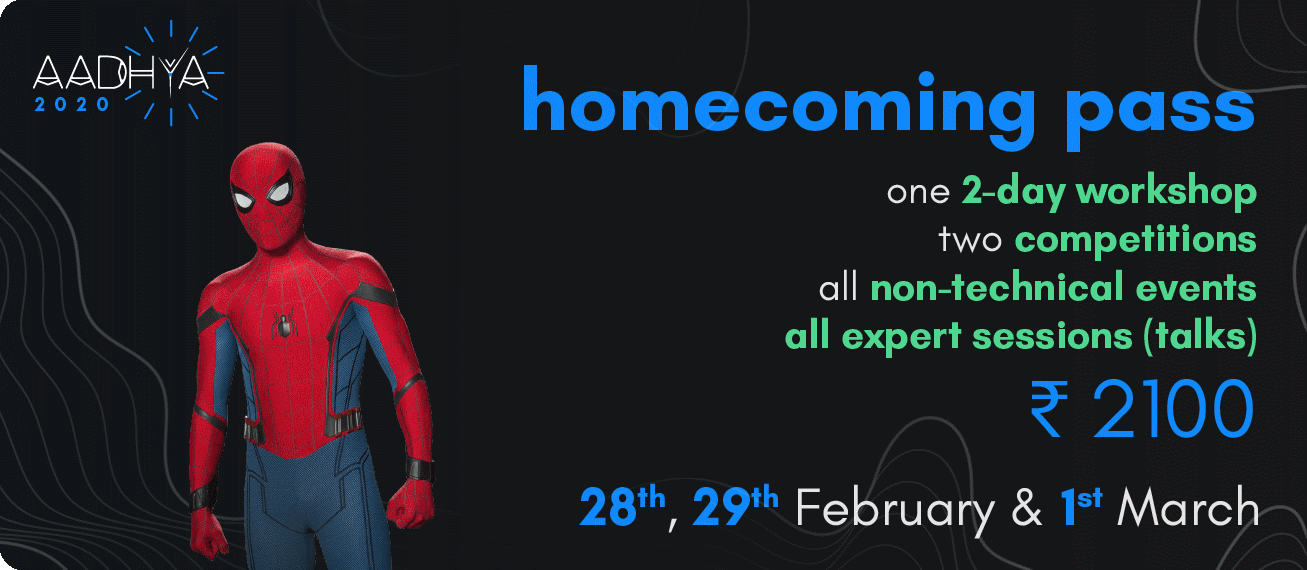 AADHYA
2020
homecoming pass
one 2-day workshop
two competitions
all non-technical events
all expert sessions (talks)
₹ 2100
28th, 29th February & 1st March